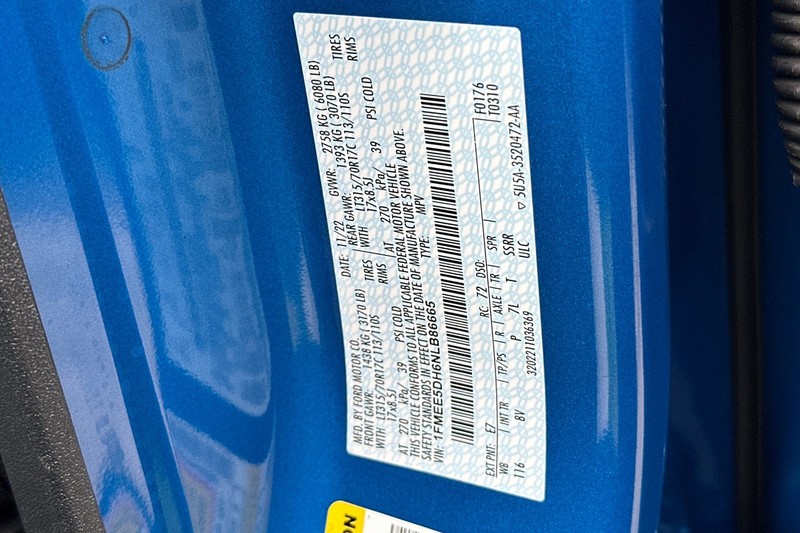 MFD. BY FORD MOTOR CO. DATE: 11/22 GVWR: 2758 KG ( 6080 LB)
FRONT GAWR: 1438 KG ( 3170 LB) REAR GAWR: 1393 KG ( 3070 LB)
WITH LT315/70R17C 113/110S TIRES WITH LT315/70R17C 113/110S TIRES
17x8.5J RIMS 17x8.5J RIMS
AT 270 kPa/ 39 PSI COLD AT 270 kPa/ 39 PSI COLD
THIS VEHICLE CONFORMS TO ALL APPLICABLE FEDERAL MOTOR VEHICLE
SAFETY STANDARDS IN EFFECT ON THE DATE OF MANUFACTURE SHOWN ABOVE.
VIN: 1FMEE5DH6NLB86665 TYPE: MPV
EXT PNT: E7 RC: 72 DSO: F0176
WB INT TR TP/PS R AXLE TR SPR T0310
116 8V P 7L T SSRR
ULC
3202211036369 ▽ 5U5A-3520472-AA
ON